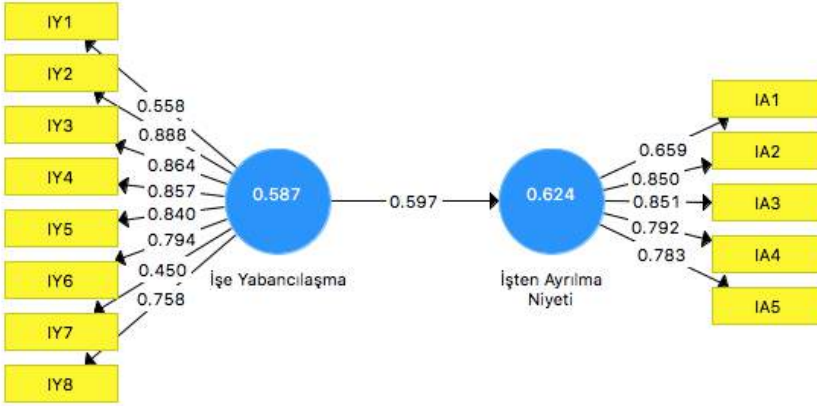 IY1
IY2
IY3
IY4
IY5
IY6
IY7
IY8
0.558
0.888
0.864
0.857
0.840
0.794
0.450
0.758
0.587
İşe Yabancılaşma
0.597
0.624
İşten Ayrılma
Niyeti
0.659
0.850
0.851
0.792
0.783
IA1
IA2
IA3
IA4
IA5